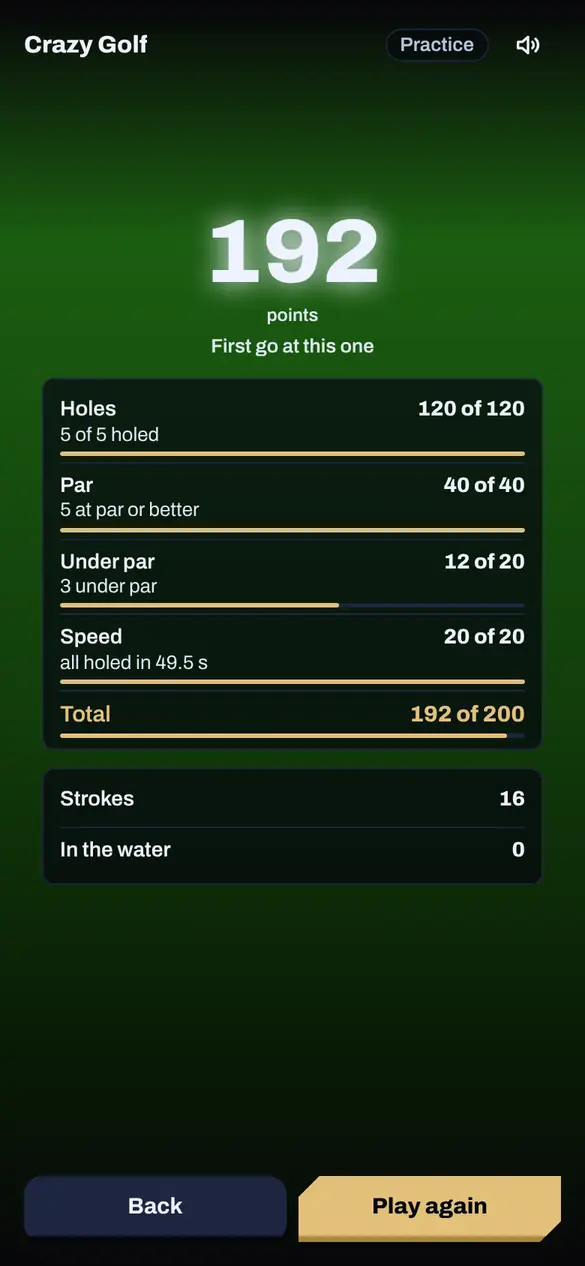 Crazy Golf
Practice
192
points
First go at this one
Holes 120 of 120
5 of 5 holed
Par 40 of 40
5 at par or better
Under par 12 of 20
3 under par
Speed 20 of 20
all holed in 49.5 s
Total 192 of 200
Strokes 16
In the water 0
Back
Play again